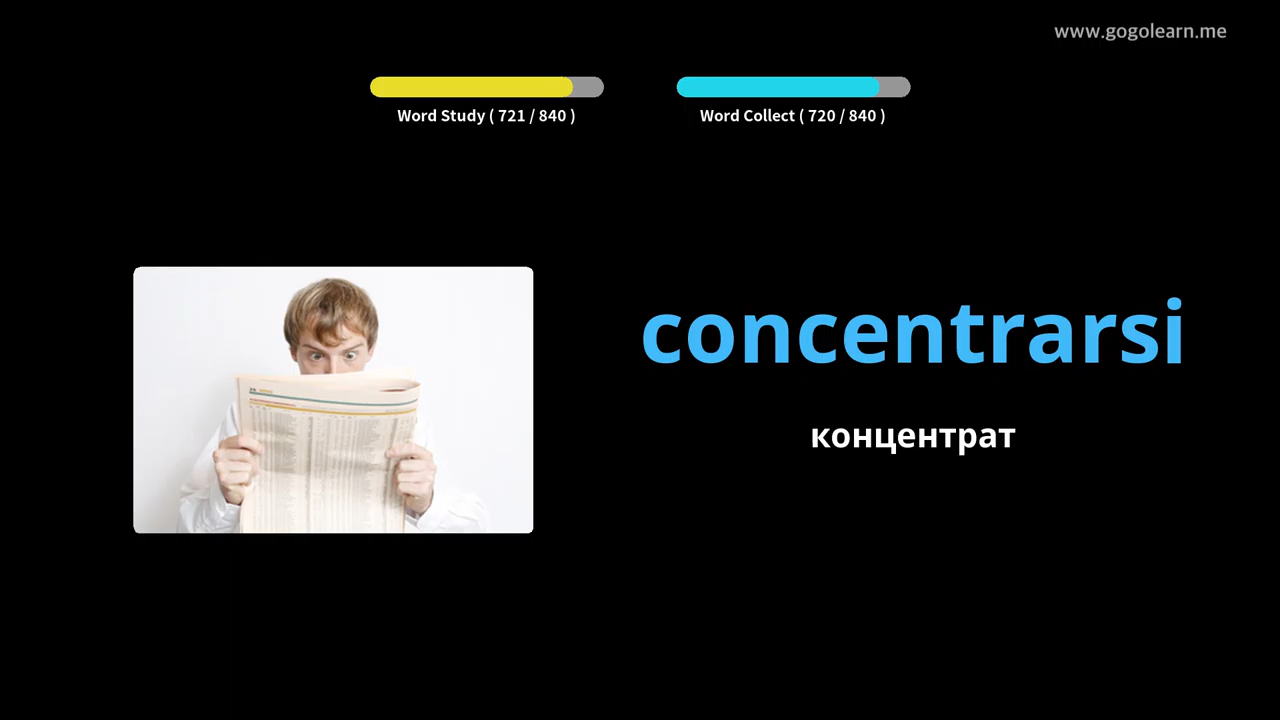 www.gogolearn.me
Word Study ( 721 / 840 )
Word Collect ( 720 / 840 )
concentrarsi
концентрат